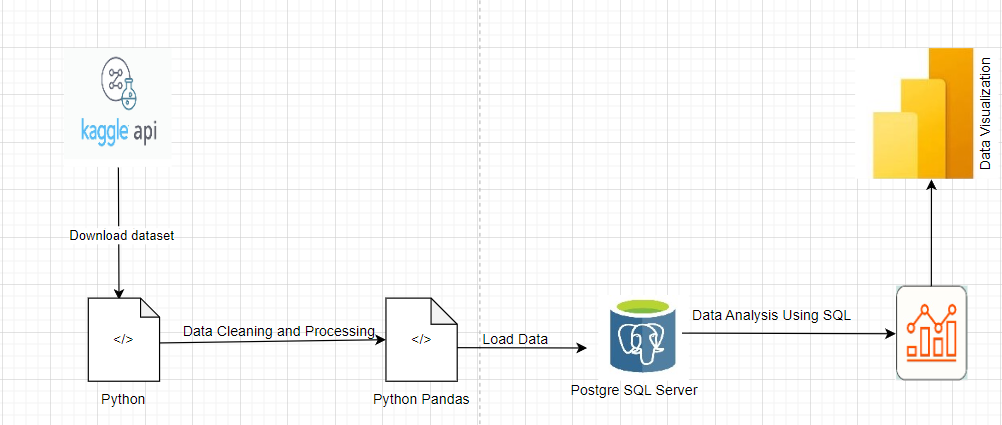 kaggle api
Data Visualization
Download dataset
</>
Data Cleaning and Processing
</>
Load Data
Data Analysis Using SQL
Python
Python Pandas
Postgre SQL Server